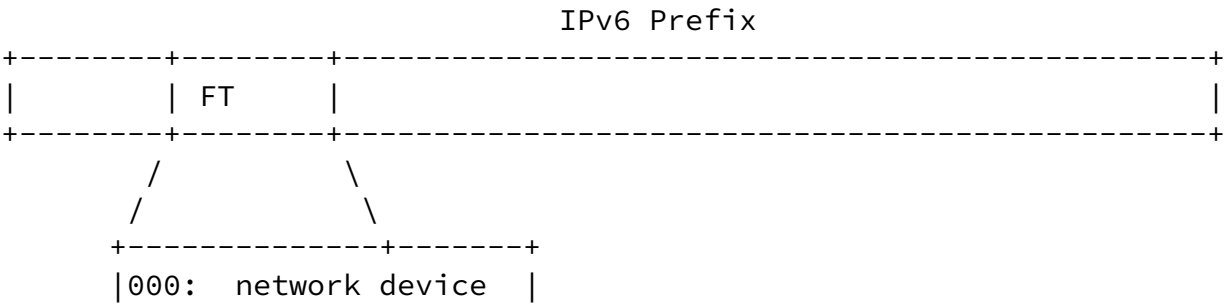 IPv6 Prefix
+--------+--------+------------------------------------------------+
|        | FT     |                                                |
+--------+--------+------------------------------------------------+
/          \
/            \
+--------------+-------+
|000:  network device  |